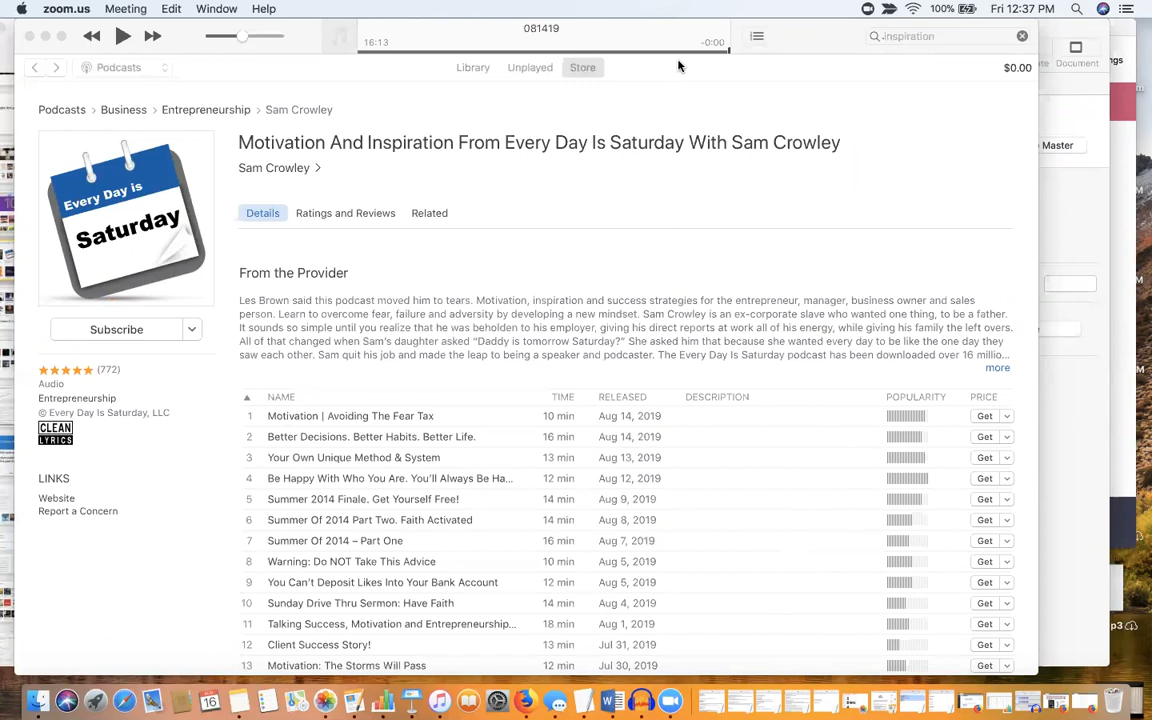 zoom.us Meeting Edit Window Help 100% Fri 12:37 PM
081419
16:13 -0:00
inspiration
Podcasts Library Unplayed Store $0.00
Document
Podcasts > Business > Entrepreneurship > Sam Crowley
Motivation And Inspiration From Every Day Is Saturday With Sam Crowley
Master
Sam Crowley >
Every Day is
Saturday
Details Ratings and Reviews Related
From the Provider
Les Brown said this podcast moved him to tears. Motivation, inspiration and success strategies for the entrepreneur, manager, business owner and sales
person. Learn to overcome fear, failure and adversity by developing a new mindset. Sam Crowley is an ex-corporate slave who wanted one thing, to be a father.
It sounds so simple until you realize that he was beholden to his employer, giving his direct reports at work all of his energy, while giving his family the left overs.
All of that changed when Sam's daughter asked “Daddy is tomorrow Saturday?” She asked him that because she wanted every day to be like the one day they
saw each other. Sam quit his job and made the leap to being a speaker and podcaster. The Every Day Is Saturday podcast has been downloaded over 16 millio...
more
Subscribe
(772)
Audio
Entrepreneurship
© Every Day Is Saturday, LLC
CLEAN
LYRICS
LINKS
Website
Report a Concern
NAME TIME RELEASED DESCRIPTION POPULARITY PRICE
1 Motivation | Avoiding The Fear Tax 10 min Aug 14, 2019 Get
2 Better Decisions. Better Habits. Better Life. 16 min Aug 14, 2019 Get
3 Your Own Unique Method & System 13 min Aug 13, 2019 Get
4 Be Happy With Who You Are. You'll Always Be Ha... 12 min Aug 12, 2019 Get
5 Summer 2014 Finale. Get Yourself Free! 14 min Aug 9, 2019 Get
6 Summer Of 2014 Part Two. Faith Activated 14 min Aug 8, 2019 Get
7 Summer Of 2014 – Part One 16 min Aug 7, 2019 Get
8 Warning: Do NOT Take This Advice 10 min Aug 5, 2019 Get
9 You Can't Deposit Likes Into Your Bank Account 12 min Aug 5, 2019 Get
10 Sunday Drive Thru Sermon: Have Faith 14 min Aug 4, 2019 Get
11 Talking Success, Motivation and Entrepreneurship... 18 min Aug 1, 2019 Get
12 Client Success Story! 13 min Jul 31, 2019 Get
13 Motivation: The Storms Will Pass 12 min Jul 30, 2019 Get
16